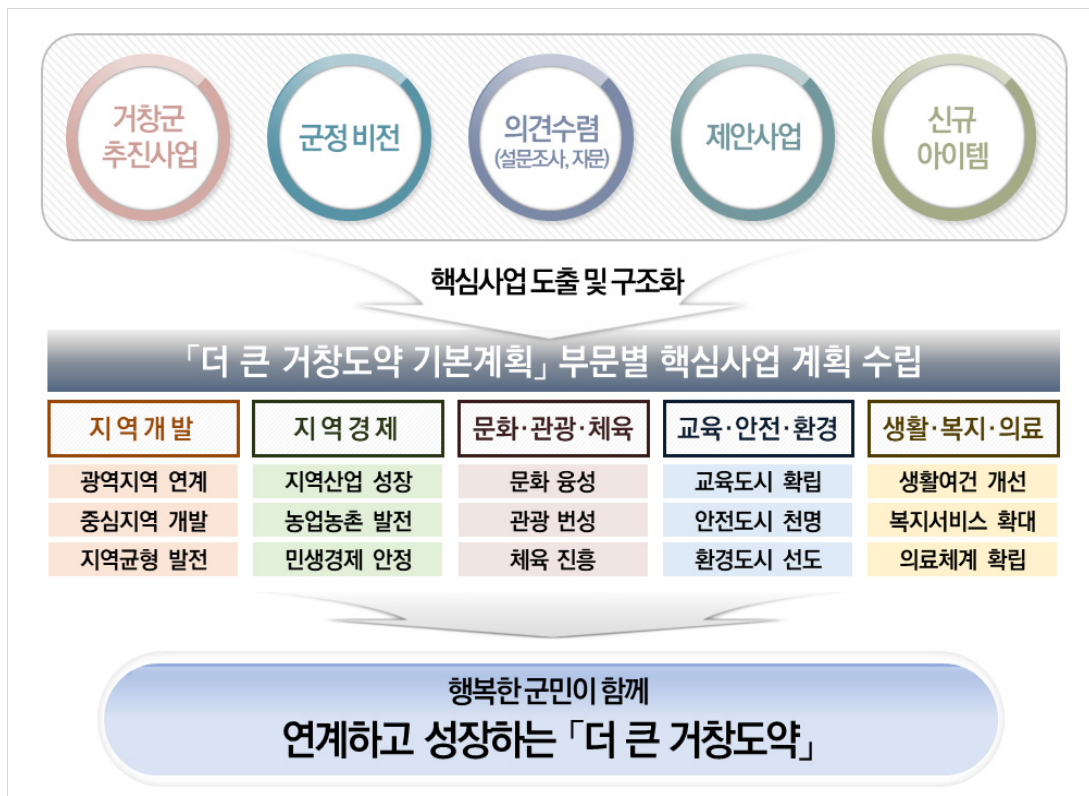 거창군
추진사업
군정 비전
의견수렴
(설문조사, 자문)
제안사업
신규
아이템
핵심사업 도출 및 구조화
「더 큰 거창도약 기본계획」 부문별 핵심사업 계획 수립
지역개발
광역지역 연계
중심지역 개발
지역균형 발전
지역경제
지역산업 성장
농업농촌 발전
민생경제 안정
문화·관광·체육
문화 융성
관광 번성
체육 진흥
교육·안전·환경
교육도시 확립
안전도시 천명
환경도시 선도
생활·복지·의료
생활여건 개선
복지서비스 확대
의료체계 확립
행복한 군민이 함께
연계하고 성장하는 「더 큰 거창도약」